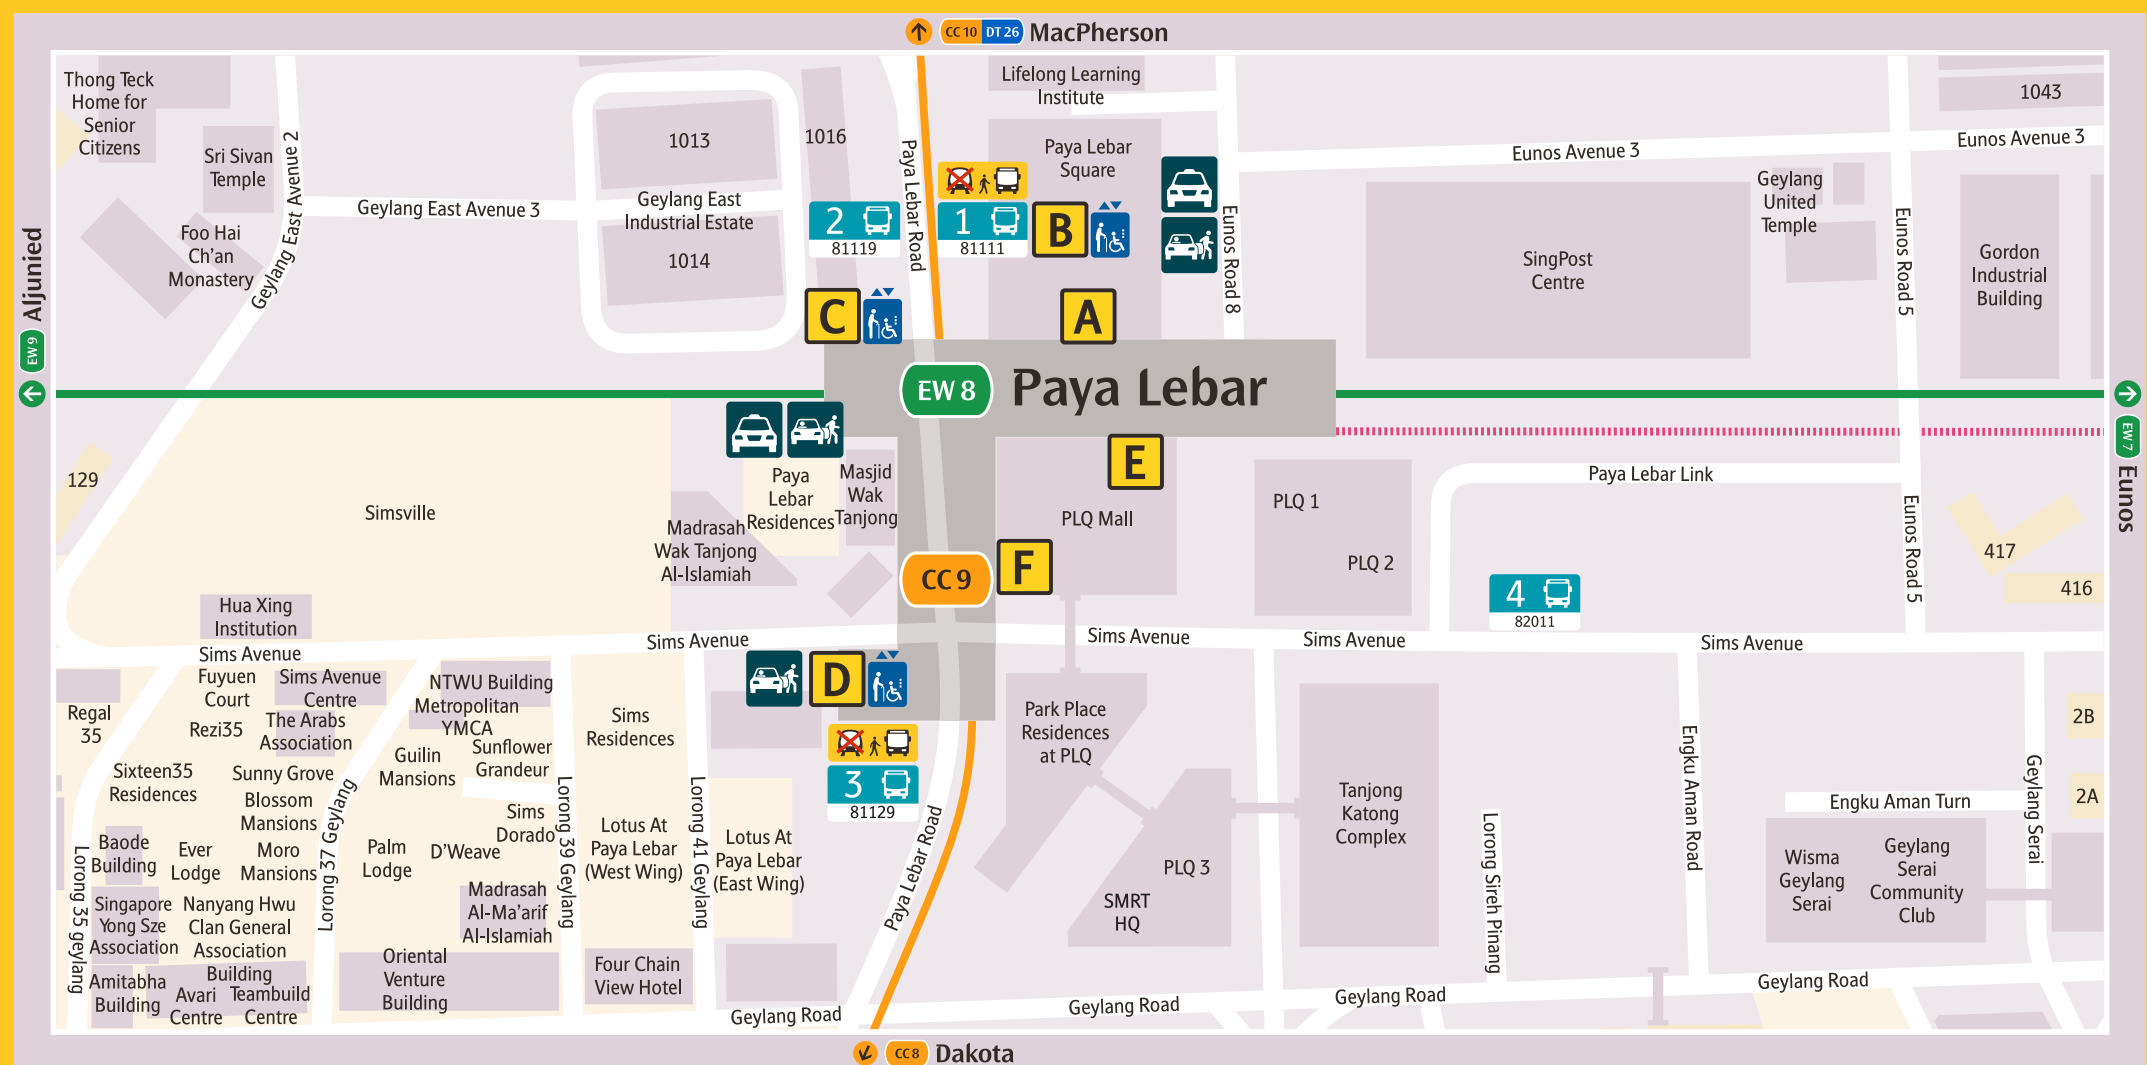 CC10 DT26 MacPherson
Thong Teck
Home for
Senior
Citizens
Sri Sivan
Temple
Foo Hai
Ch'an
Monastery
Geylang East Avenue 2
Geylang East Avenue 3
1013
Geylang East
Industrial Estate
1014
1016
2
81119
C
Paya Lebar Road
1
81111
B
A
Lifelong Learning
Institute
Paya Lebar
Square
Eunos Road 8
Eunos Avenue 3
Eunos Avenue 3
1043
Geylang
United
Temple
SingPost
Centre
Eunos Road 5
Gordon
Industrial
Building
Aljunied
EW 9
EW 8 Paya Lebar
EW 7
Eunos
129
Simsville
Paya
Lebar
Residences
Masjid
Wak
Tanjong
Madrasah
Wak Tanjong
Al-Islamiah
E
PLQ Mall
F
CC 9
PLQ 1
PLQ 2
Paya Lebar Link
Eunos Road 5
417
416
4
82011
Hua Xing
Institution
Sims Avenue
Sims Avenue
Sims Avenue
Sims Avenue
Sims Avenue
D
3
81129
Regal
35
Fuyuen
Court
Sims Avenue
Centre
Rezi35
The Arabs
Association
NTWU Building
Metropolitan
YMCA
Guilin
Mansions
Sunflower
Grandeur
Sims
Residences
Sixteen35
Residences
Sunny Grove
Blossom
Mansions
Lorong 37 Geylang
Sims
Dorado
Lorong 39 Geylang
Lorong 41 Geylang
Baode
Building
Ever
Lodge
Moro
Mansions
Palm
Lodge
D'Weave
Lotus At
Paya Lebar
(West Wing)
Lotus At
Paya Lebar
(East Wing)
Lorong 35 geylang
Singapore
Yong Sze
Association
Nanyang Hwu
Clan General
Association
Building
Madrasah
Al-Ma'arif
Al-Islamiah
Amitabha
Building
Avari
Centre
Teambuild
Centre
Oriental
Venture
Building
Four Chain
View Hotel
Paya Lebar Road
Park Place
Residences
at PLQ
PLQ 3
SMRT
HQ
Tanjong
Katong
Complex
Lorong Sireh Pinang
Engku Aman Road
Engku Aman Turn
Wisma
Geylang
Serai
Geylang
Serai
Community
Club
Geylang Serai
2B
2A
Geylang Road
Geylang Road
Geylang Road
Geylang Road
CC8 Dakota